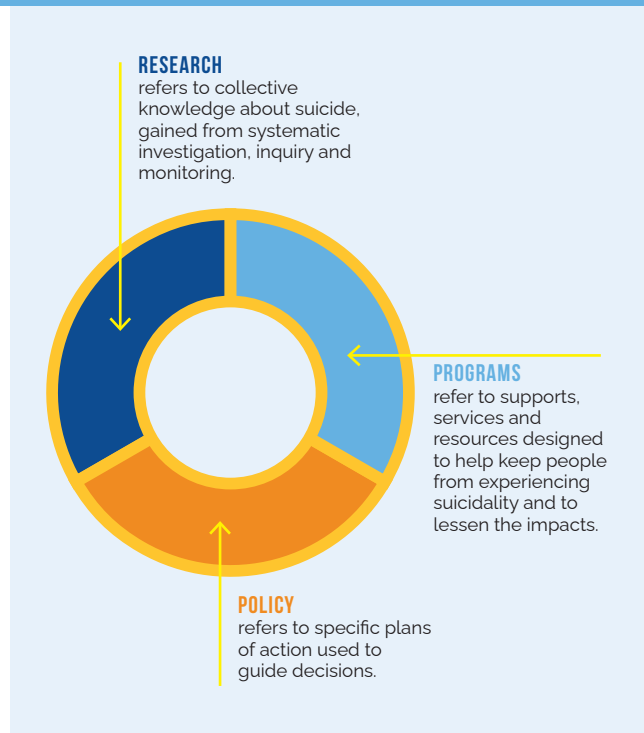 RESEARCH
refers to collective
knowledge about suicide,
gained from systematic
investigation, inquiry and
monitoring.
PROGRAMS
refer to supports,
services and
resources designed
to help keep people
from experiencing
suicidality and to
lessen the impacts.
POLICY
refers to specific plans
of action used to
guide decisions.